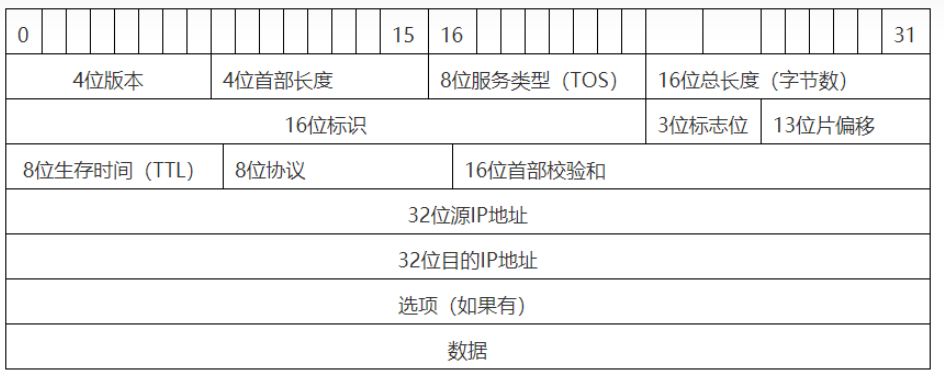 0 15 16 31
4位版本 4位首部长度 8位服务类型（TOS） 16位总长度（字节数）
16位标识 3位标志位 13位片偏移
8位生存时间（TTL） 8位协议 16位首部校验和
32位源IP地址
32位目的IP地址
选项（如果有）
数据